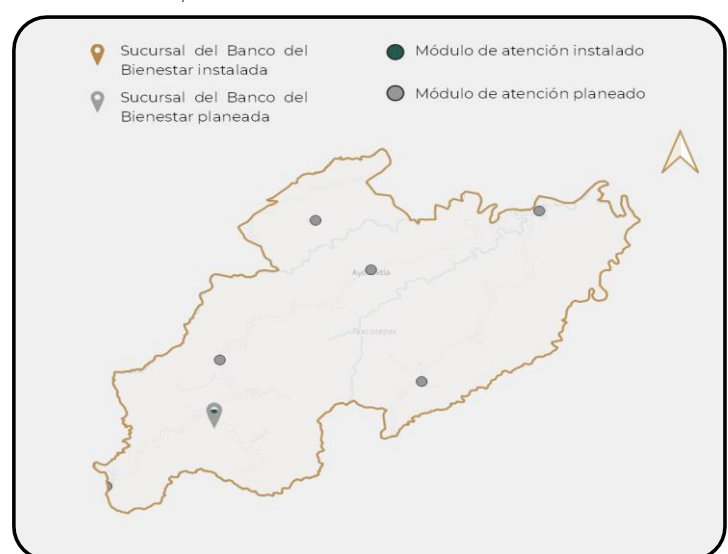 Sucursal del Banco del
Bienestar instalada
Sucursal del Banco del
Bienestar planeada
Módulo de atención instalado
Módulo de atención planeado
Texcotepec